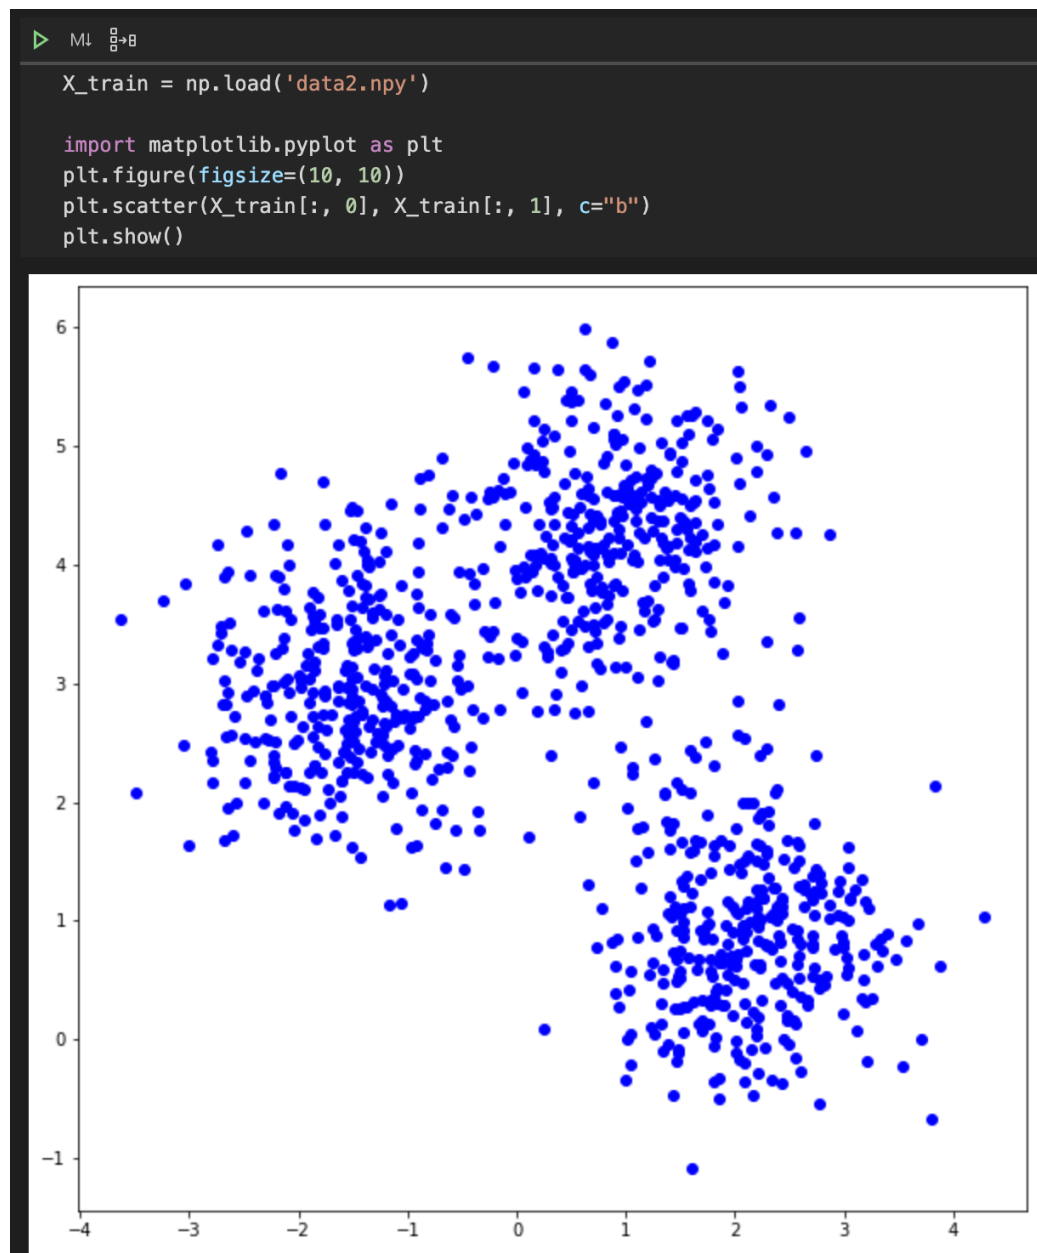 M↓
X_train = np.load('data2.npy')
import matplotlib.pyplot as plt
plt.figure(figsize=(10, 10))
plt.scatter(X_train[:, 0], X_train[:, 1], c="b")
plt.show()
6
5
4
3
2
1
0
−1
−4 −3 −2 −1 0 1 2 3 4